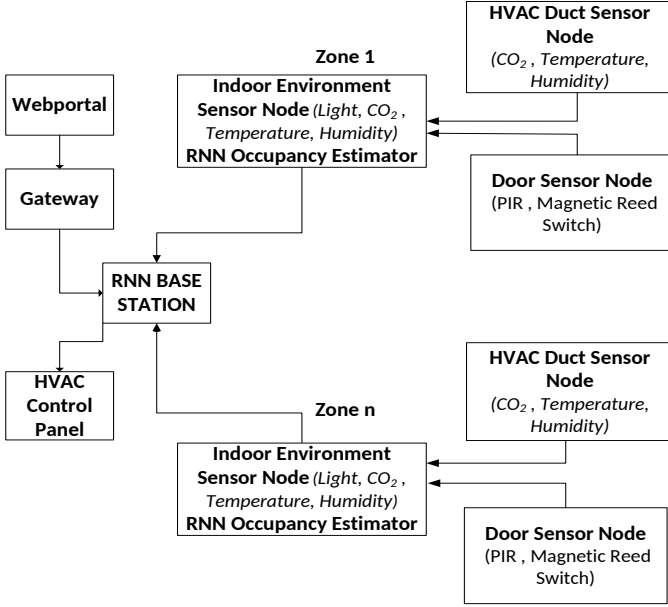 HVAC Duct Sensor
Node
(CO2 , Temperature,
Humidity)
Zone 1
Indoor Environment
Sensor Node (Light, CO2 ,
Temperature, Humidity)
RNN Occupancy Estimator
Webportal
Door Sensor Node
(PIR , Magnetic Reed
Switch)
Gateway
RNN BASE
STATION
HVAC
Control
Panel
HVAC Duct Sensor
Node
(CO2 , Temperature,
Humidity)
Zone n
Indoor Environment
Sensor Node (Light, CO2 ,
Temperature, Humidity)
RNN Occupancy Estimator
Door Sensor Node
(PIR , Magnetic Reed
Switch)